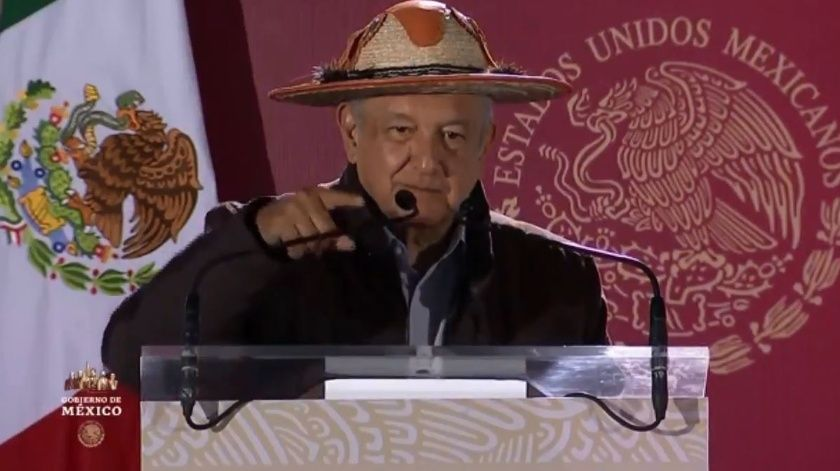 ESTADOS UNIDOS MEXICANOS
GOBIERNO DE
MÉXICO